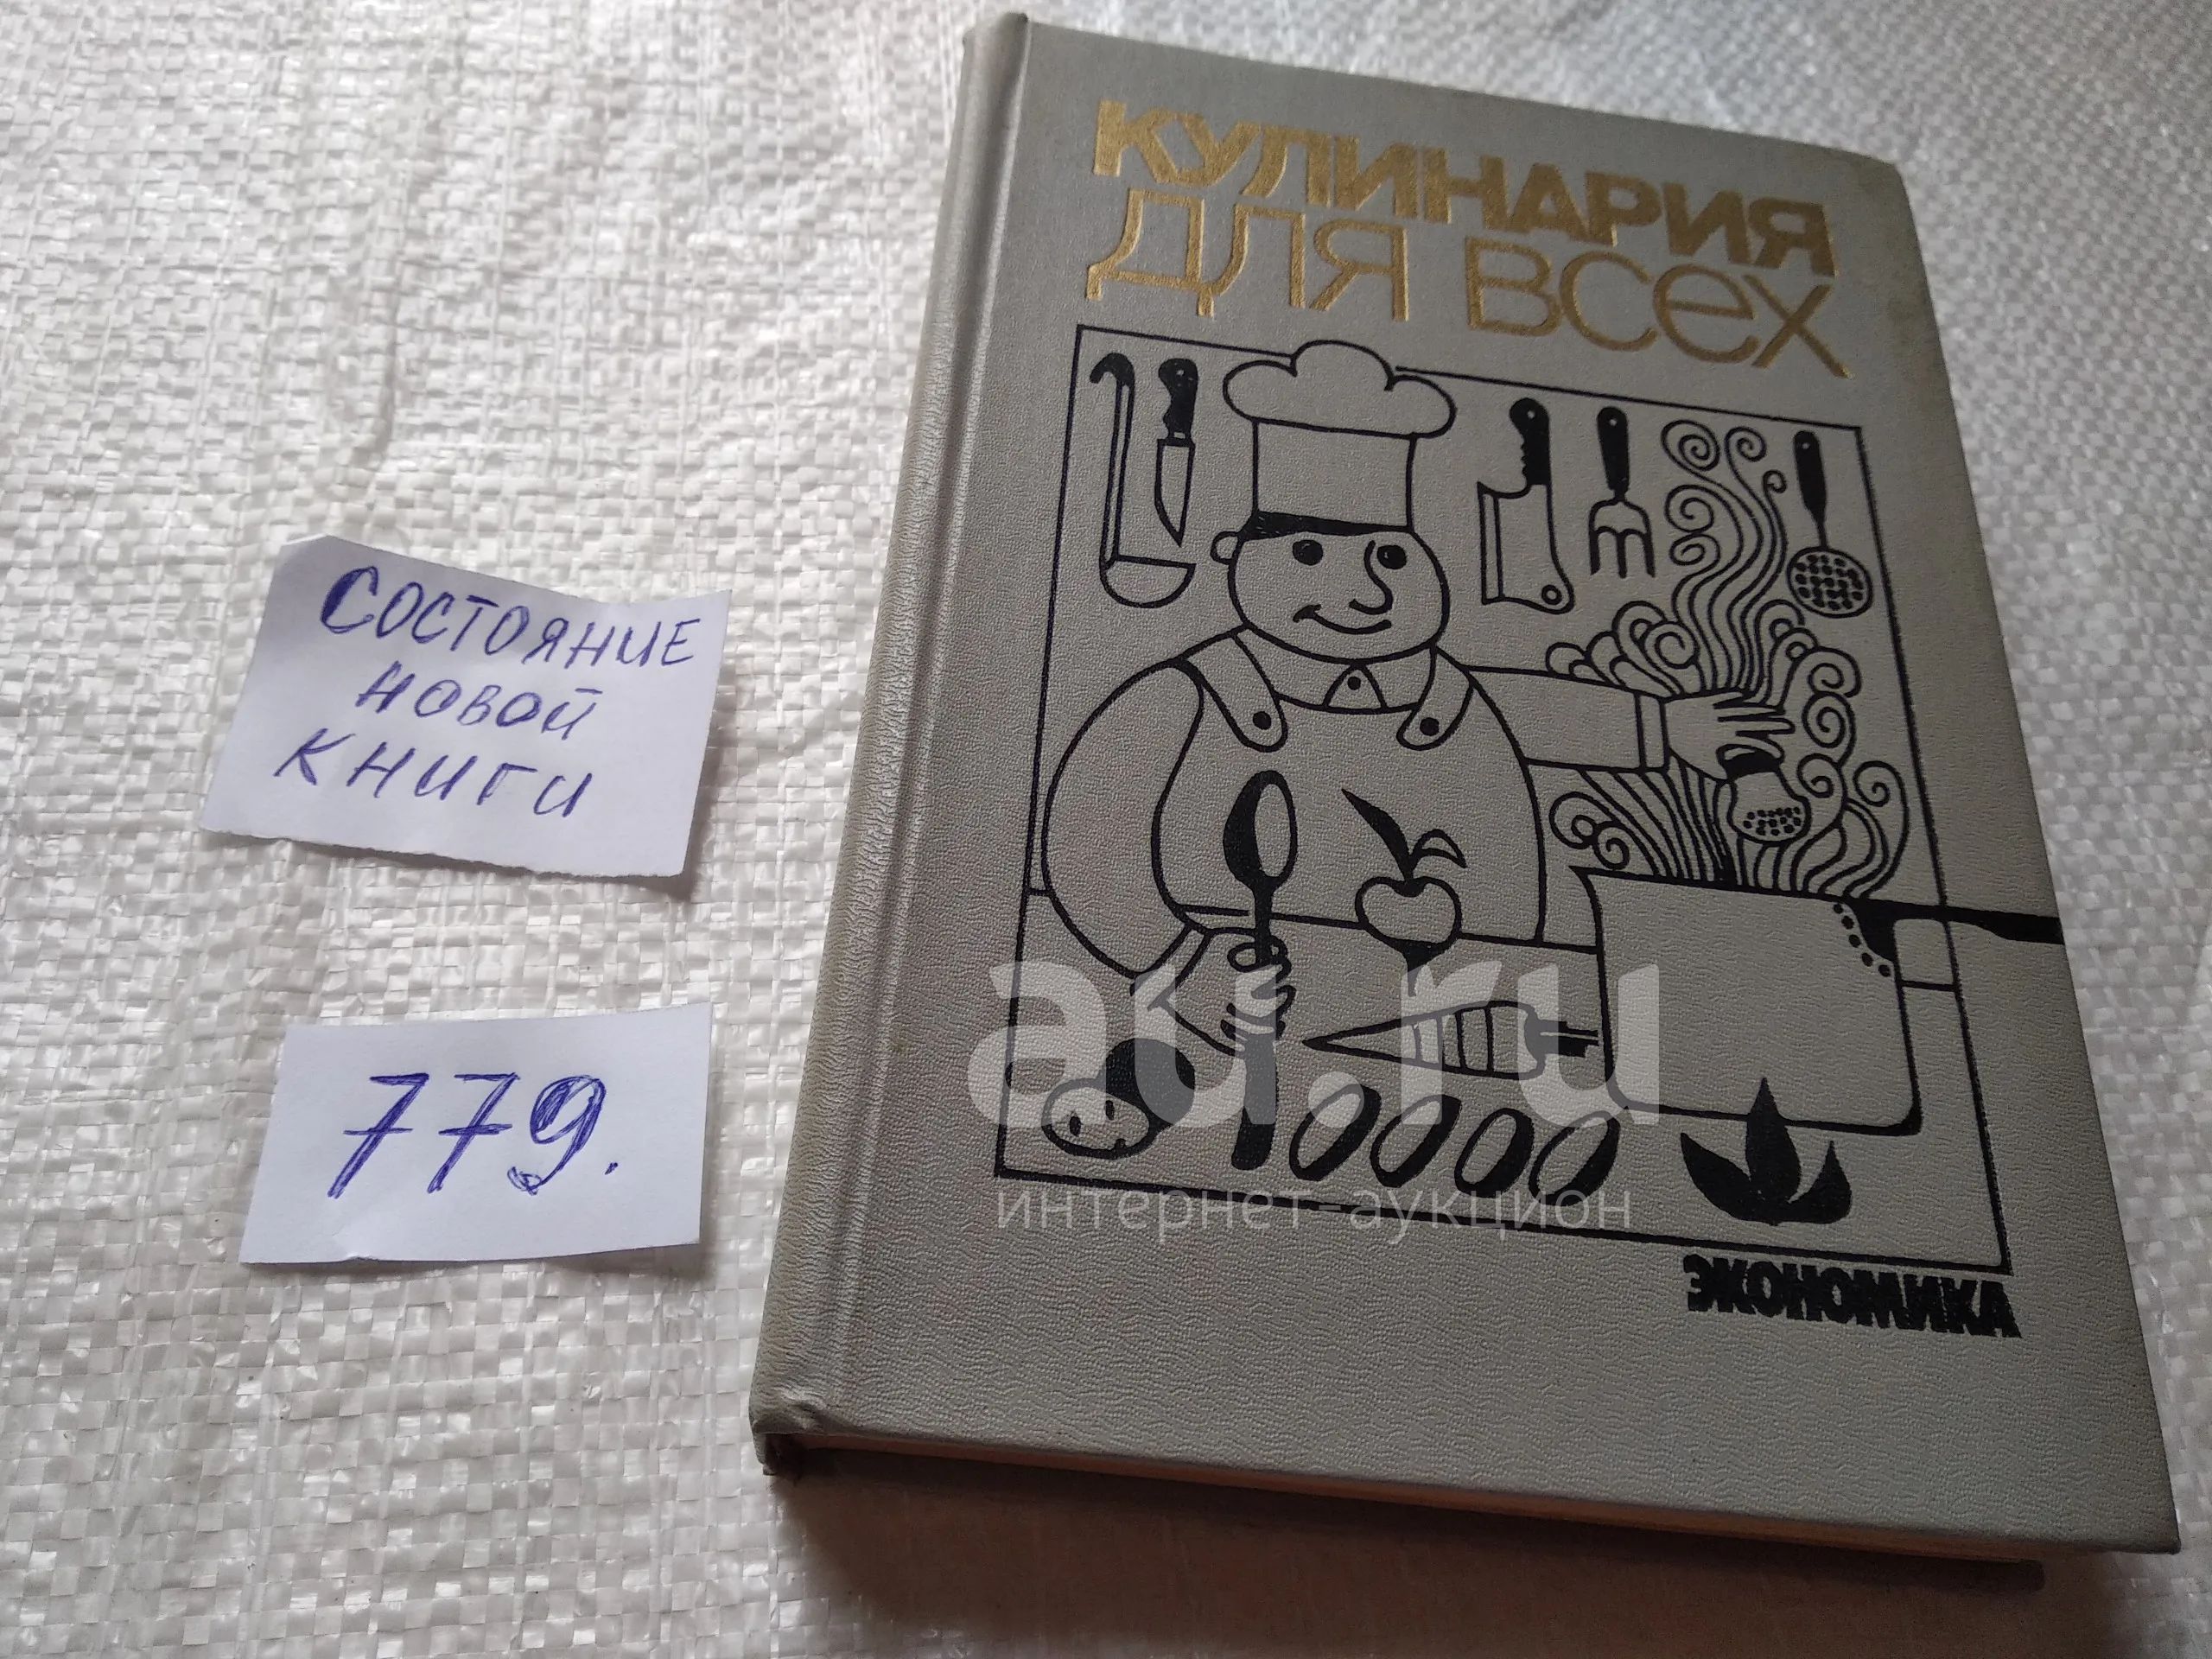 КУЛИНАРИЯ
ДЛЯ ВСЕХ
СОСТОЯНИЕ
НОВОЙ
КНИГИ
779.
au.ru
интернет-аукцион
ЭКОНОМИКА